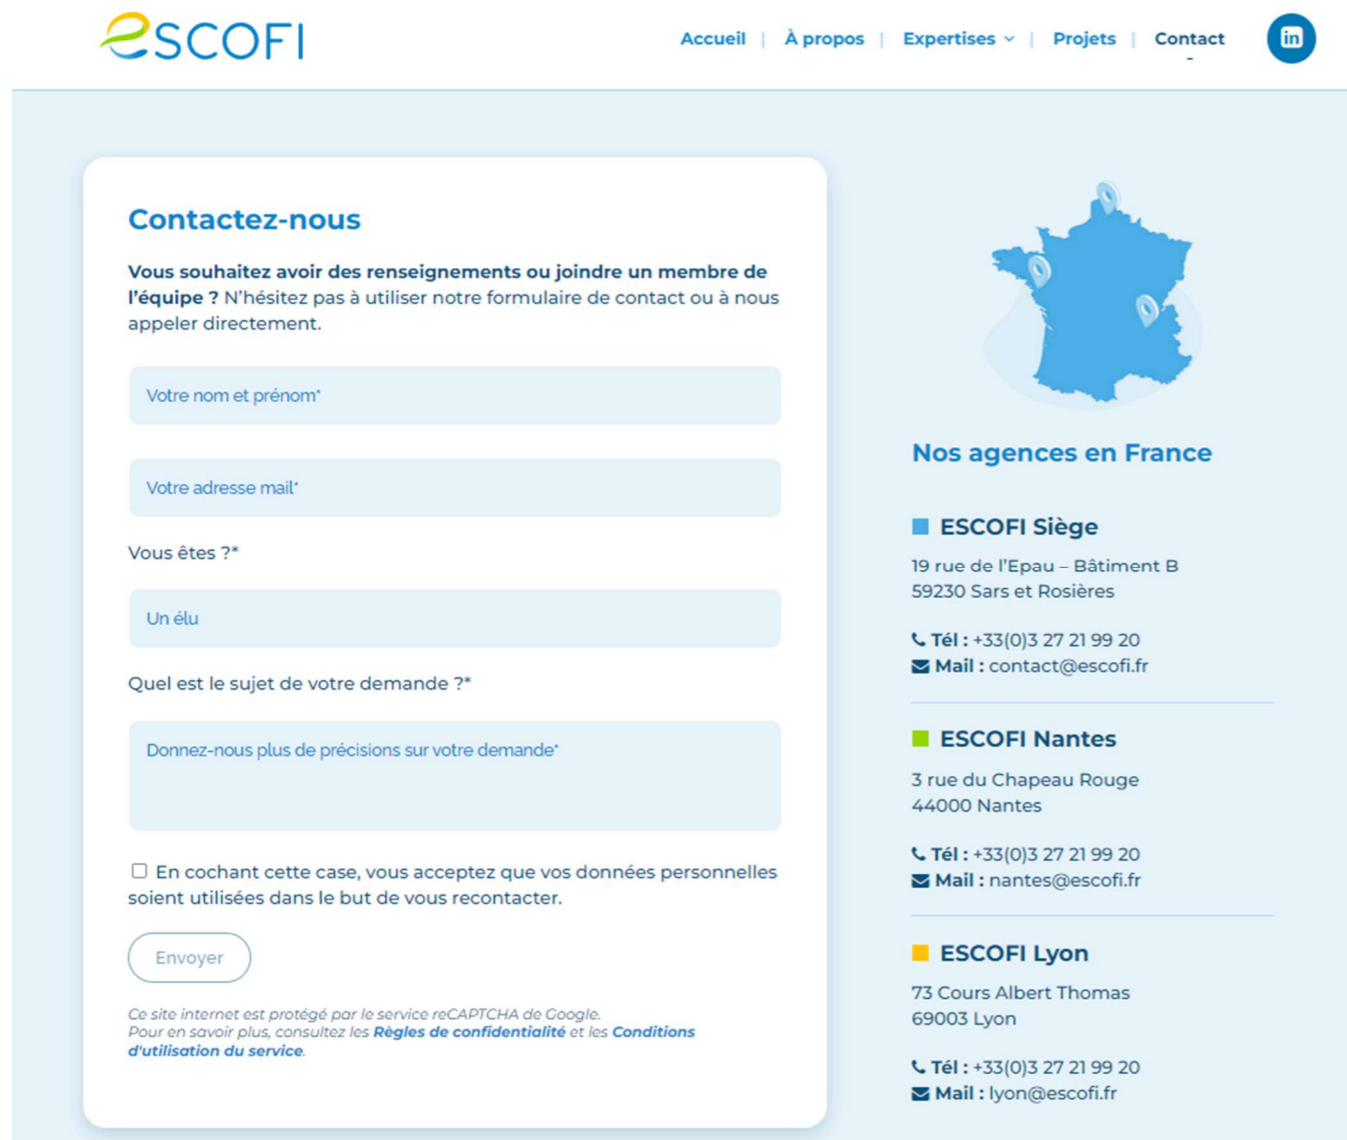 eSCOFI
Accueil | À propos | Expertises | Projets | Contact
in
Contactez-nous
Vous souhaitez avoir des renseignements ou joindre un membre de
l'équipe ? N'hésitez pas à utiliser notre formulaire de contact ou à nous
appeler directement.
Votre nom et prénom*
Votre adresse mail*
Vous êtes ?*
Un élu
Quel est le sujet de votre demande ?*
Donnez-nous plus de précisions sur votre demande*
En cochant cette case, vous acceptez que vos données personnelles
soient utilisées dans le but de vous recontacter.
Envoyer
Ce site internet est protégé par le service reCAPTCHA de Google.
Pour en savoir plus, consultez les Règles de confidentialité et les Conditions
d'utilisation du service.
Nos agences en France
ESCOFI Siège
19 rue de l'Epau – Bâtiment B
59230 Sars et Rosières
Tél : +33(0)3 27 21 99 20
Mail : contact@escofi.fr
ESCOFI Nantes
3 rue du Chapeau Rouge
44000 Nantes
Tél : +33(0)3 27 21 99 20
Mail : nantes@escofi.fr
ESCOFI Lyon
73 Cours Albert Thomas
69003 Lyon
Tél : +33(0)3 27 21 99 20
Mail : lyon@escofi.fr